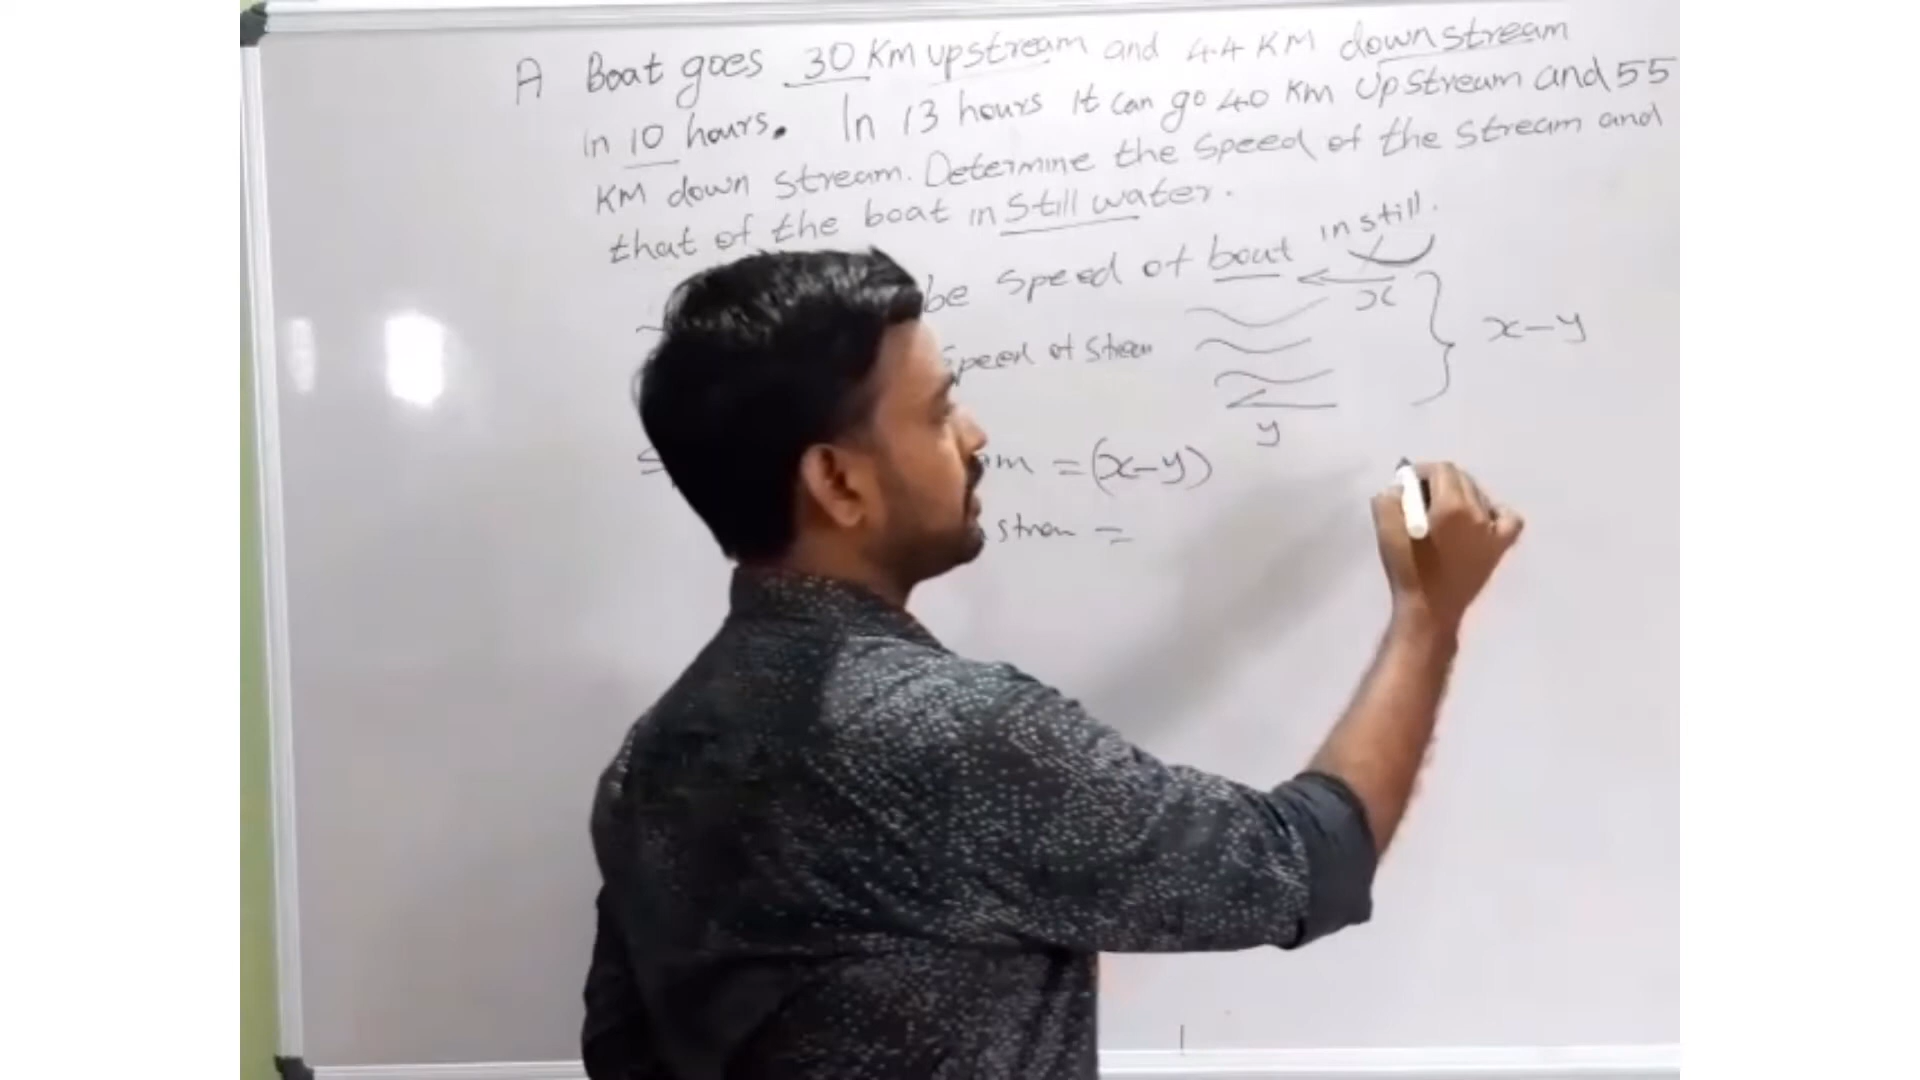 A Boat goes 30 Km upstream and 44 KM downstream
in 10 hours. In 13 hours It can go 40 KM Upstream and 55
KM down stream. Determine the speed of the stream and
that of the boat in Still water.
be speed of boat in still.
x
x-y
speed of stream
y
= (x-y)
=